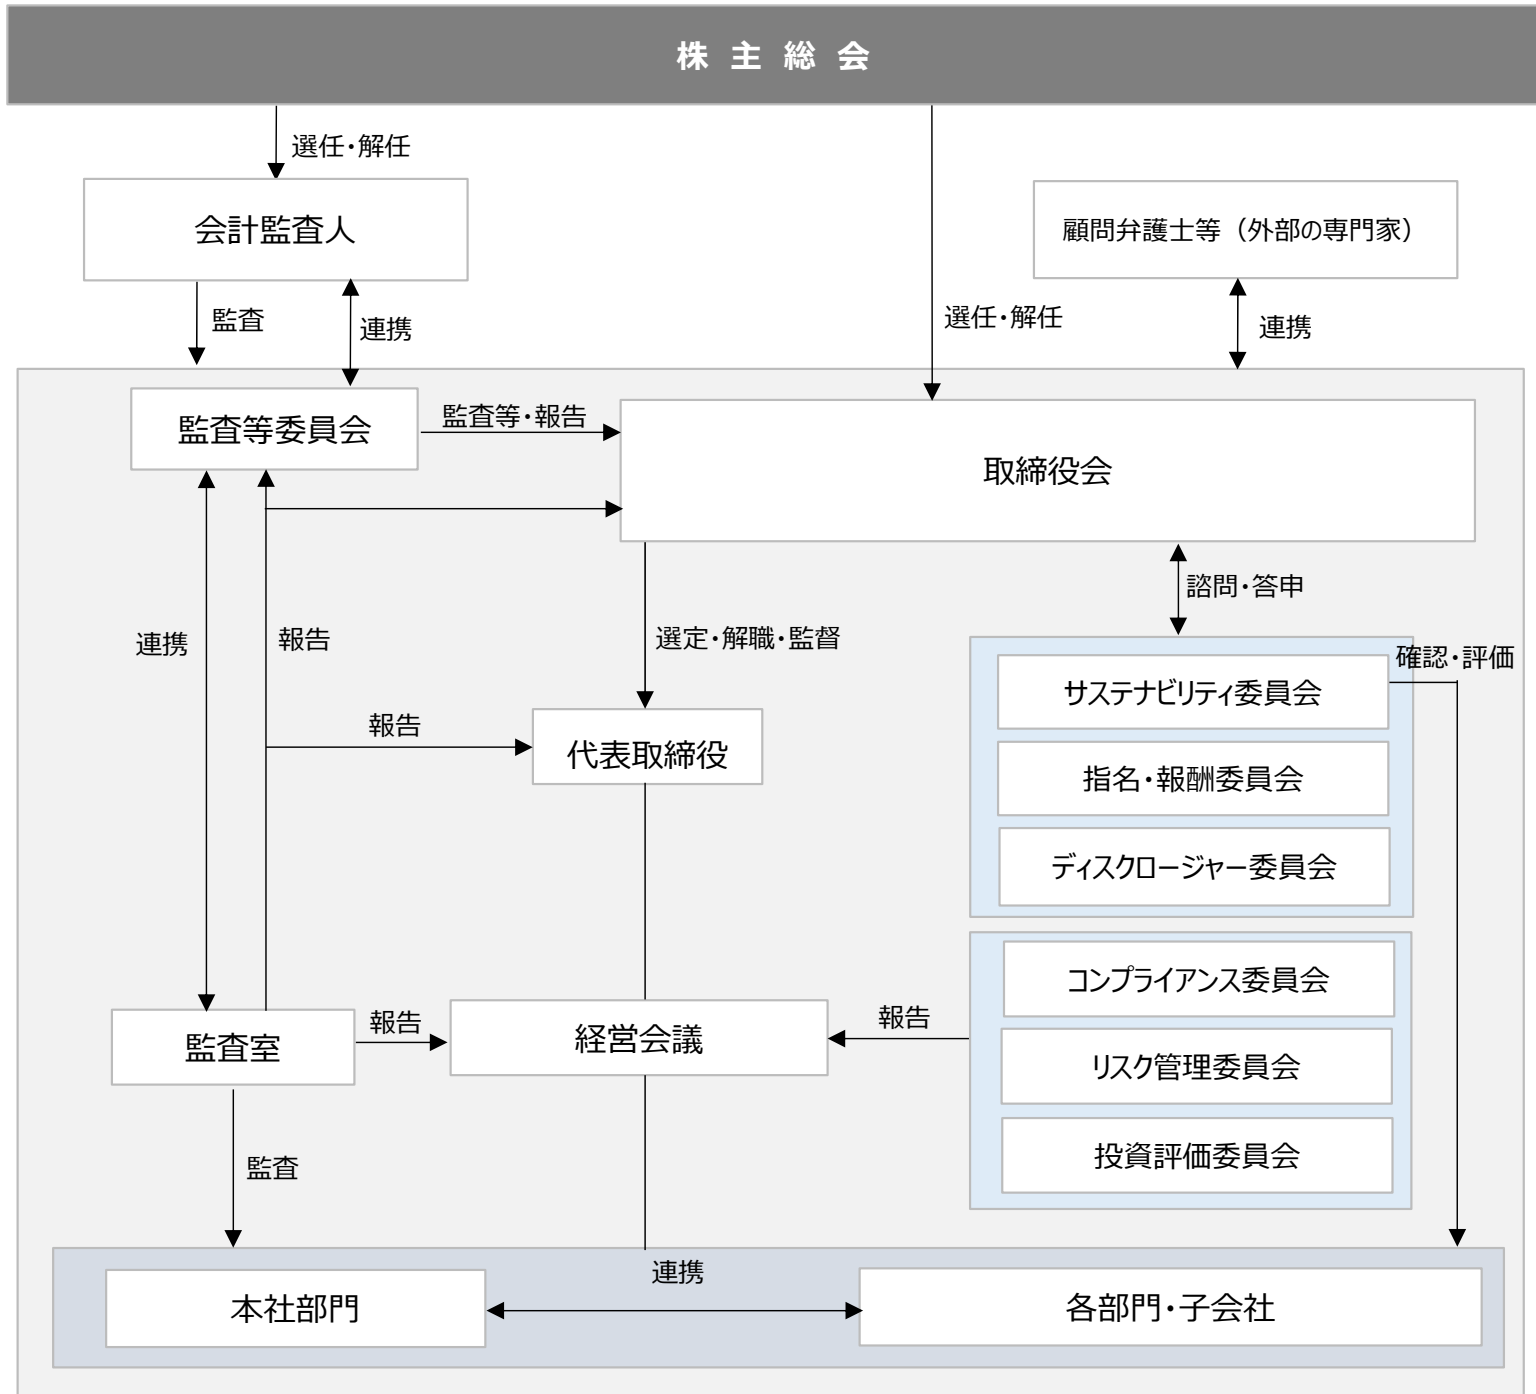 株主総会
選任・解任
会計監査人
顧問弁護士等（外部の専門家）
監査
連携
選任・解任
連携
監査等委員会
監査等・報告
取締役会
諮問・答申
連携
報告
選定・解職・監督
確認・評価
サステナビリティ委員会
報告
代表取締役
指名・報酬委員会
ディスクロージャー委員会
コンプライアンス委員会
監査室
報告
経営会議
報告
リスク管理委員会
投資評価委員会
監査
連携
本社部門
各部門・子会社